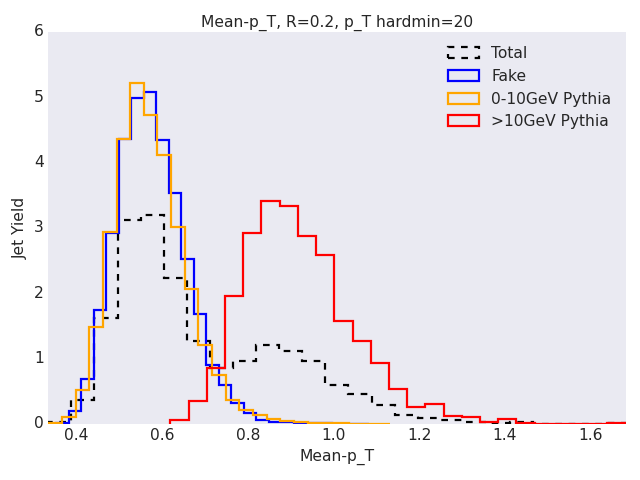 Mean-p_T, R=0.2, p_T hardmin=20
6
5
4
3
2
1
0
Jet Yield
Total
Fake
0-10GeV Pythia
>10GeV Pythia
0.4 0.6 0.8 1.0 1.2 1.4 1.6
Mean-p_T